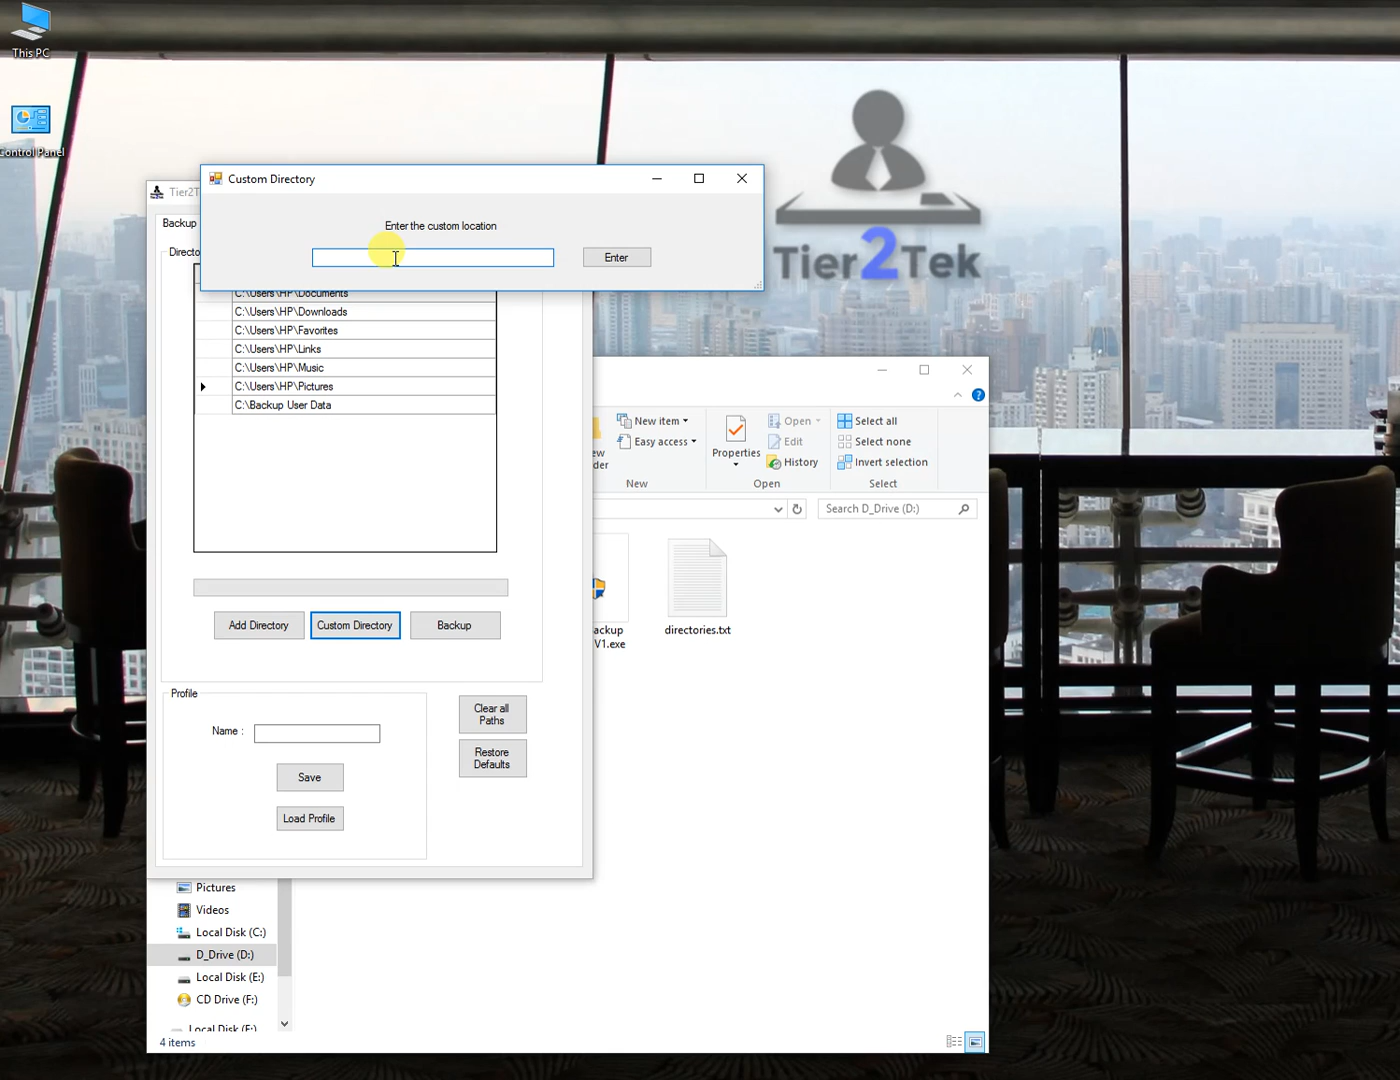 This PC
Control Panel
Tier2Tek
Custom Directory
Enter the custom location
Enter
Tier2T
Backup
Directo
C:\Users\HP\Documents
C:\Users\HP\Downloads
C:\Users\HP\Favorites
C:\Users\HP\Links
C:\Users\HP\Music
C:\Users\HP\Pictures
C:\Backup User Data
Add Directory
Custom Directory
Backup
Profile
Name :
Save
Load Profile
Clear all
Paths
Restore
Defaults
New item
Easy access
ew
der
New
Properties
Open
Edit
History
Open
Select all
Select none
Invert selection
Select
Search D_Drive (D:)
ackup
V1.exe
directories.txt
Pictures
Videos
Local Disk (C:)
D_Drive (D:)
Local Disk (E:)
CD Drive (F:)
Local Disk (E:)
4 items